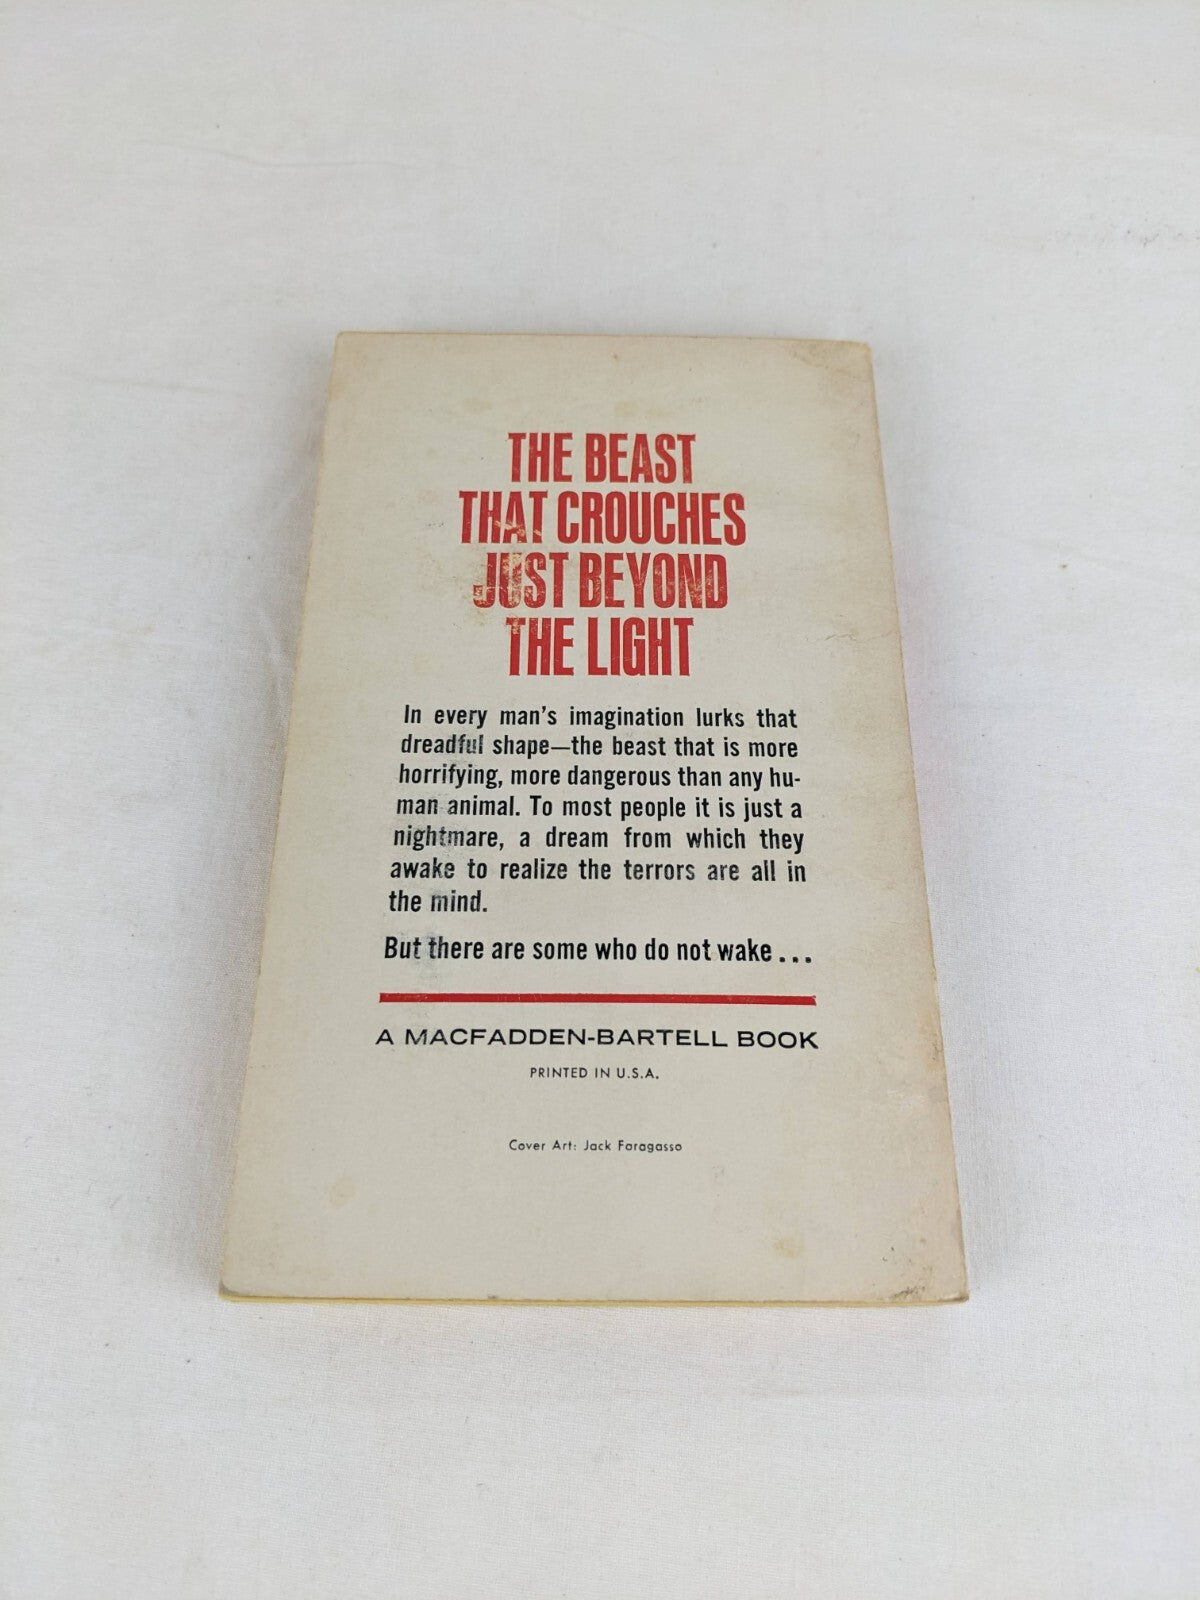 THE BEAST
THAT CROUCHES
JUST BEYOND
THE LIGHT
In every man's imagination lurks that
dreadful shape—the beast that is more
horrifying, more dangerous than any hu-
man animal. To most people it is just a
nightmare, a dream from which they
awake to realize the terrors are all in
the mind.
But there are some who do not wake...
A MACFADDEN-BARTELL BOOK
PRINTED IN U.S.A.
Cover Art: Jack Faragasso